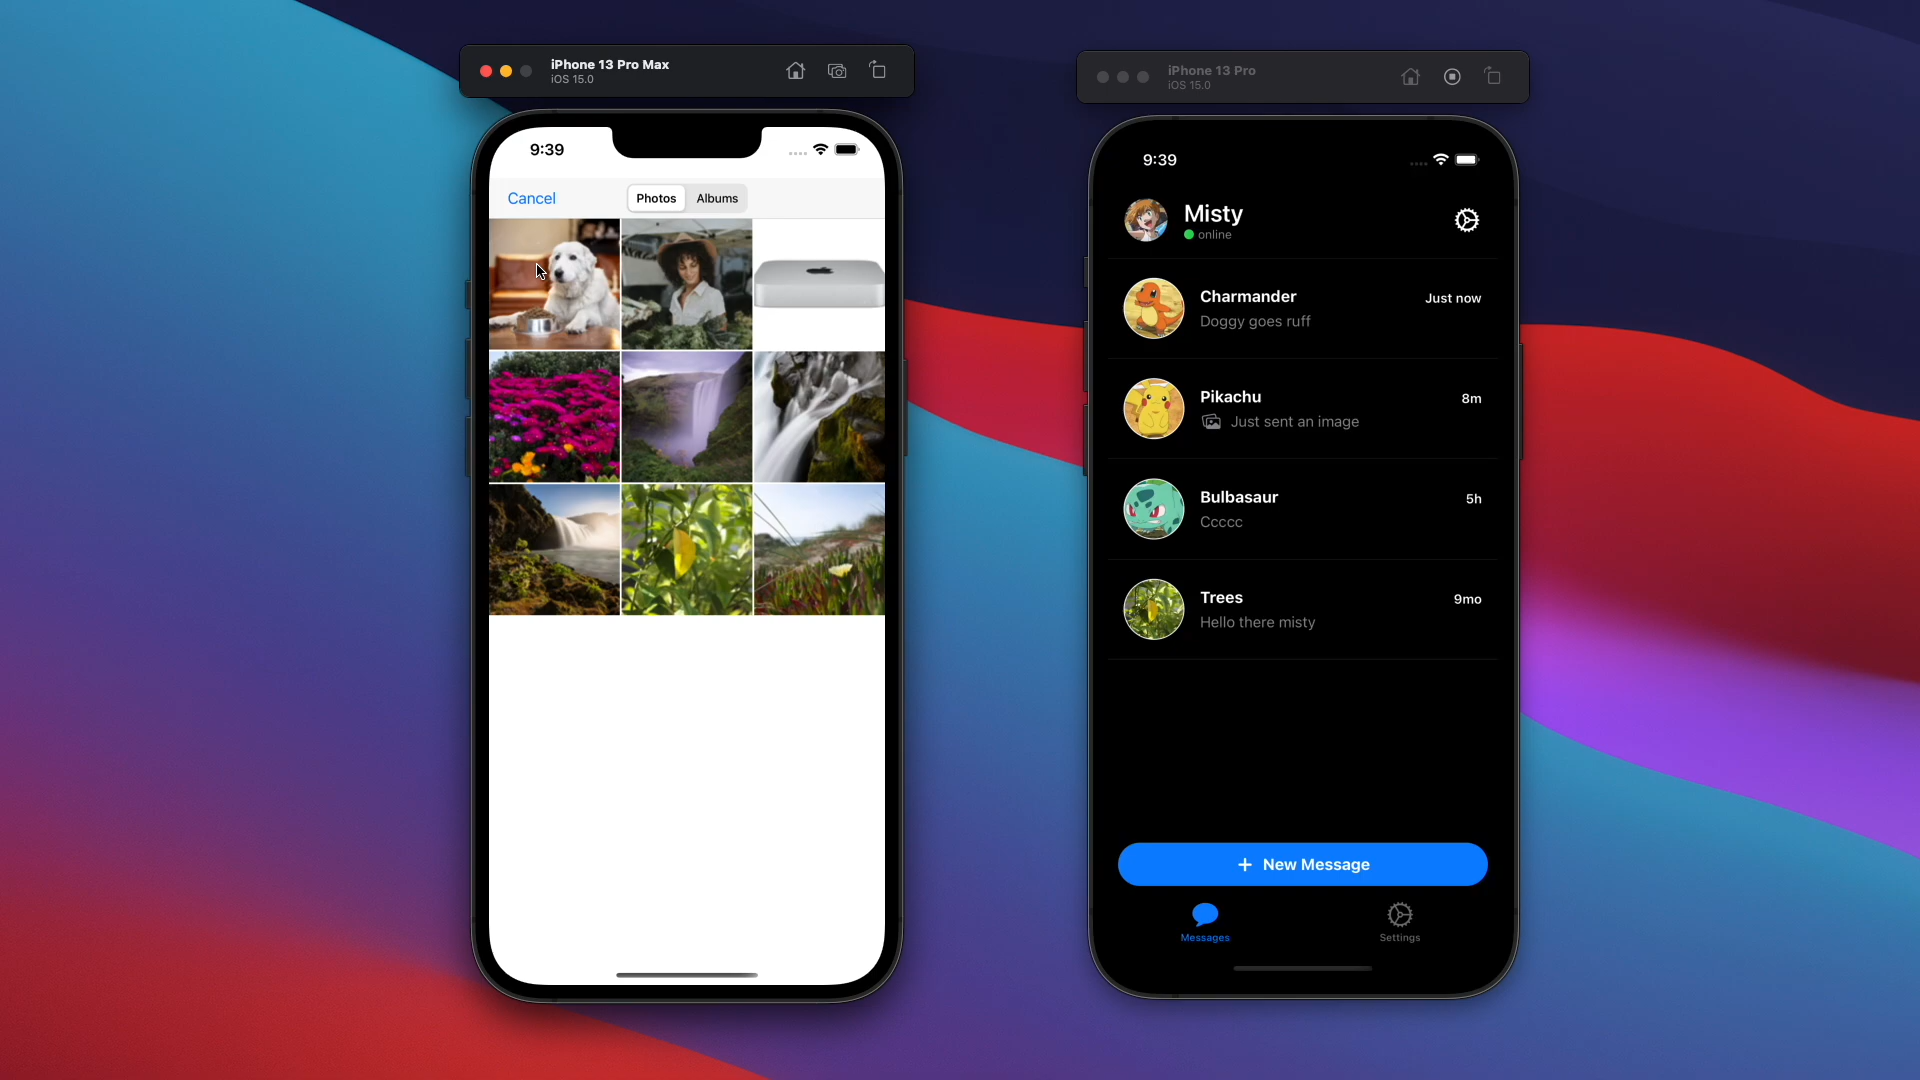 iPhone 13 Pro Max
iOS 15.0
9:39
Cancel
Photos
Albums
iPhone 13 Pro
iOS 15.0
9:39
Misty
online
Charmander
Just now
Doggy goes ruff
Pikachu
8m
Just sent an image
Bulbasaur
5h
Ccccc
Trees
9mo
Hello there misty
+ New Message
Messages
Settings